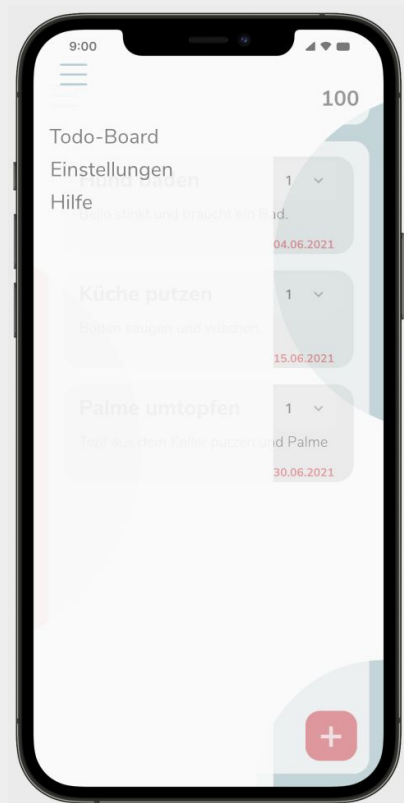 9:00
100
Todo-Board
Einstellungen
Hund baden
1
Hilfe
Bello stinkt und braucht ein Bad.
04.06.2021
Küche putzen
1
Boden saugen und wischen.
15.06.2021
Palme umtopfen
1
Topf aus dem Keller putzen und Palme
30.06.2021
+